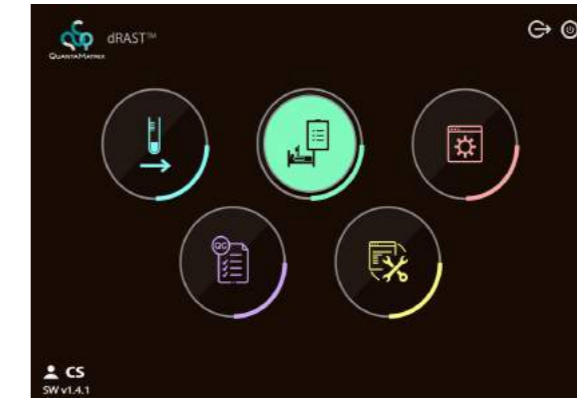 dRAST™
QUANTAMATRIX
QC
CS
SW v1.4.1